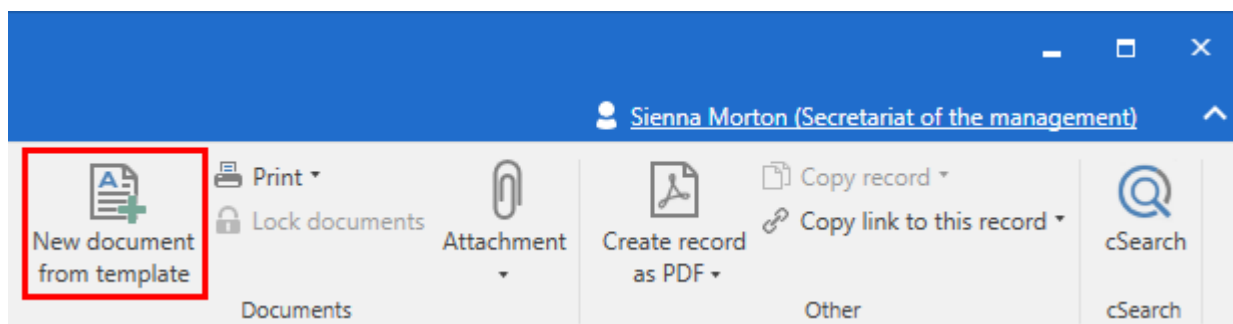 Sienna Morton (Secretariat of the management)
New document
from template
Print
Lock documents
Attachment
Documents
Create record
as PDF
Copy record
Copy link to this record
Other
cSearch
cSearch